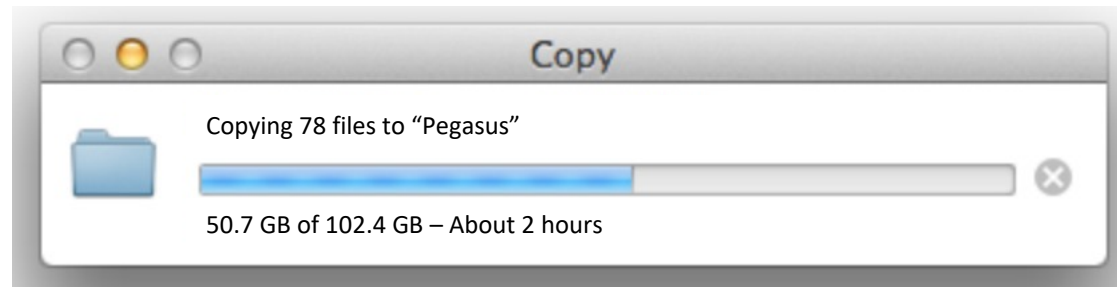 Copy
Copying 78 files to “Pegasus”
50.7 GB of 102.4 GB – About 2 hours